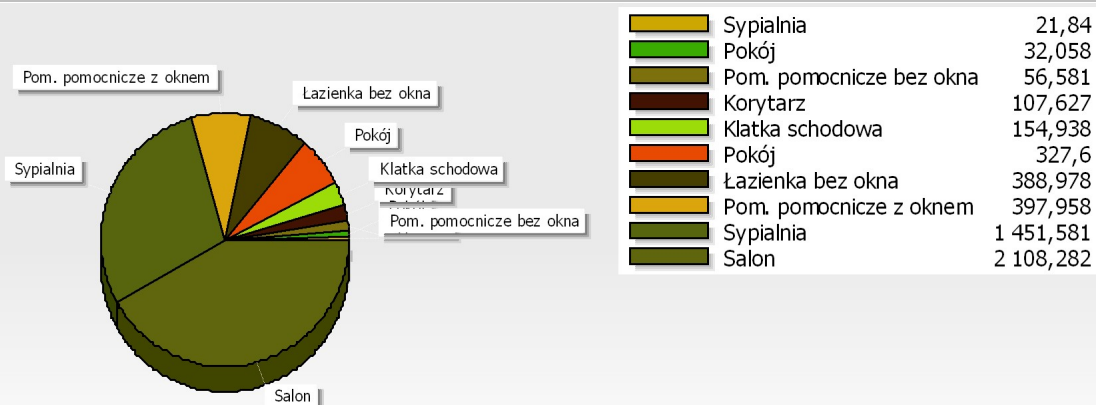 Pom. pomocnicze z oknem
Łazienka bez okna
Pokój
Sypialnia
Klatka schodowa
Korytarz
Pom. pomocnicze bez okna
Salon
Sypialnia 21,84
Pokój 32,058
Pom. pomocnicze bez okna 56,581
Korytarz 107,627
Klatka schodowa 154,938
Pokój 327,6
Łazienka bez okna 388,978
Pom. pomocnicze z oknem 397,958
Sypialnia 1 451,581
Salon 2 108,282